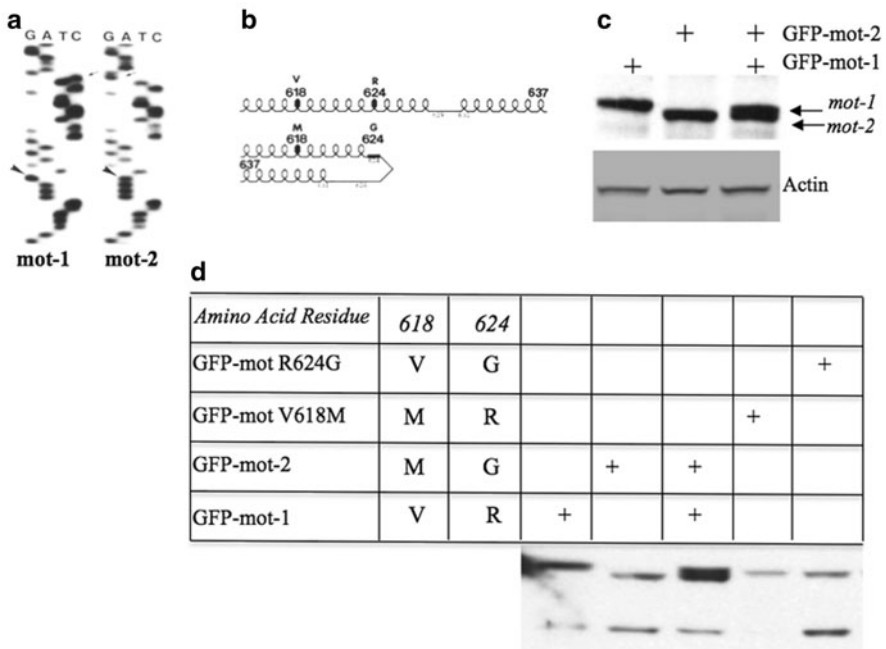 a
G A T C G A T C
mot-1 mot-2
b
V R
618 624 637
M G
618 624
637
c
+ + GFP-mot-2
+ + GFP-mot-1
mot-1
mot-2
Actin
d
Amino Acid Residue 618 624
GFP-mot R624G V G +
GFP-mot V618M M R +
GFP-mot-2 M G + +
GFP-mot-1 V R + +